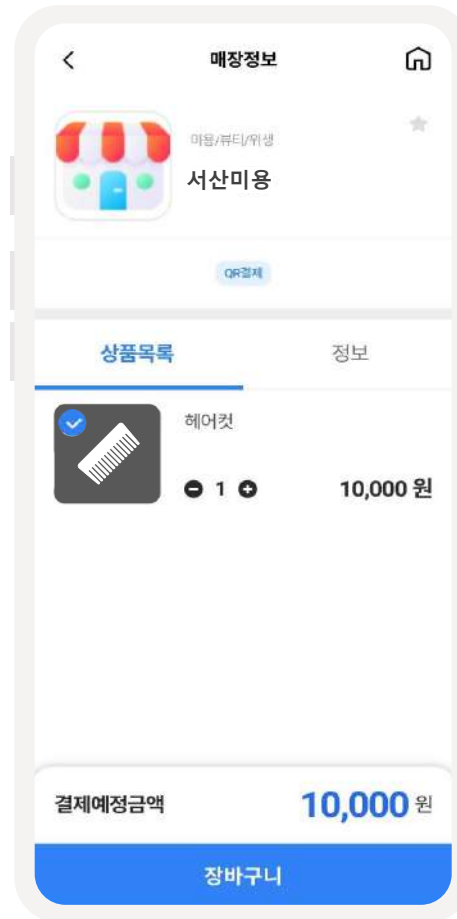 매장정보
미용/뷰티/위생
서산미용
QR결제
상품목록 정보
헤어컷
1 10,000 원
결제예정금액 10,000 원
장바구니